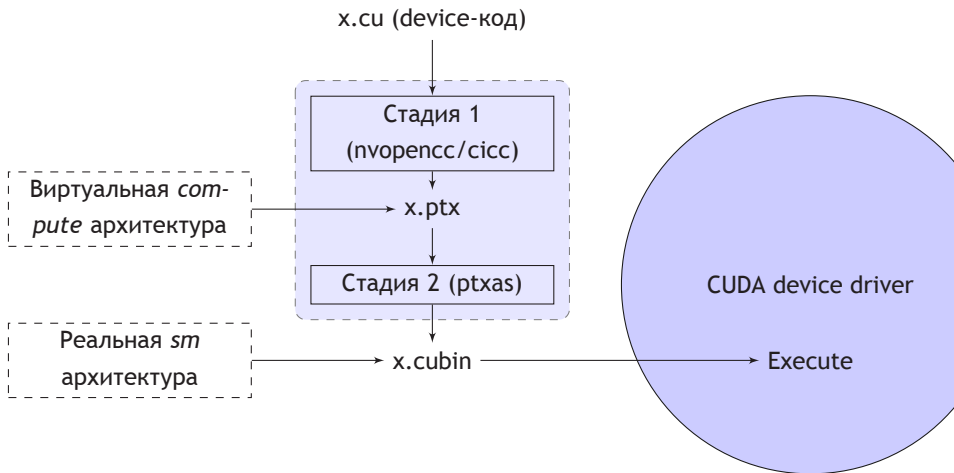 x.cu (device-код)
Стадия 1
(nvopencc/cicc)
Виртуальная com-
pute архитектура
x.ptx
Стадия 2 (ptxas)
CUDA device driver
Реальная sm
архитектура
x.cubin
Execute